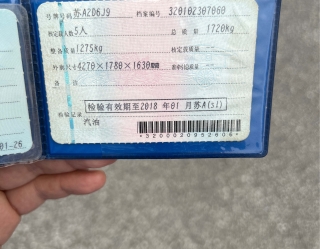 号牌号码 苏A2D6J9 档案编号 320102307060
核定载人数 5人 总质量 1720kg
整备质量 1275kg 核定载质量 --
外廓尺寸 4270×1780×1630mm 准牵引总质量 --
备注
检验有效期至2018年01月苏A(s1)
检验记录
汽油
*3200020952606*
01-26